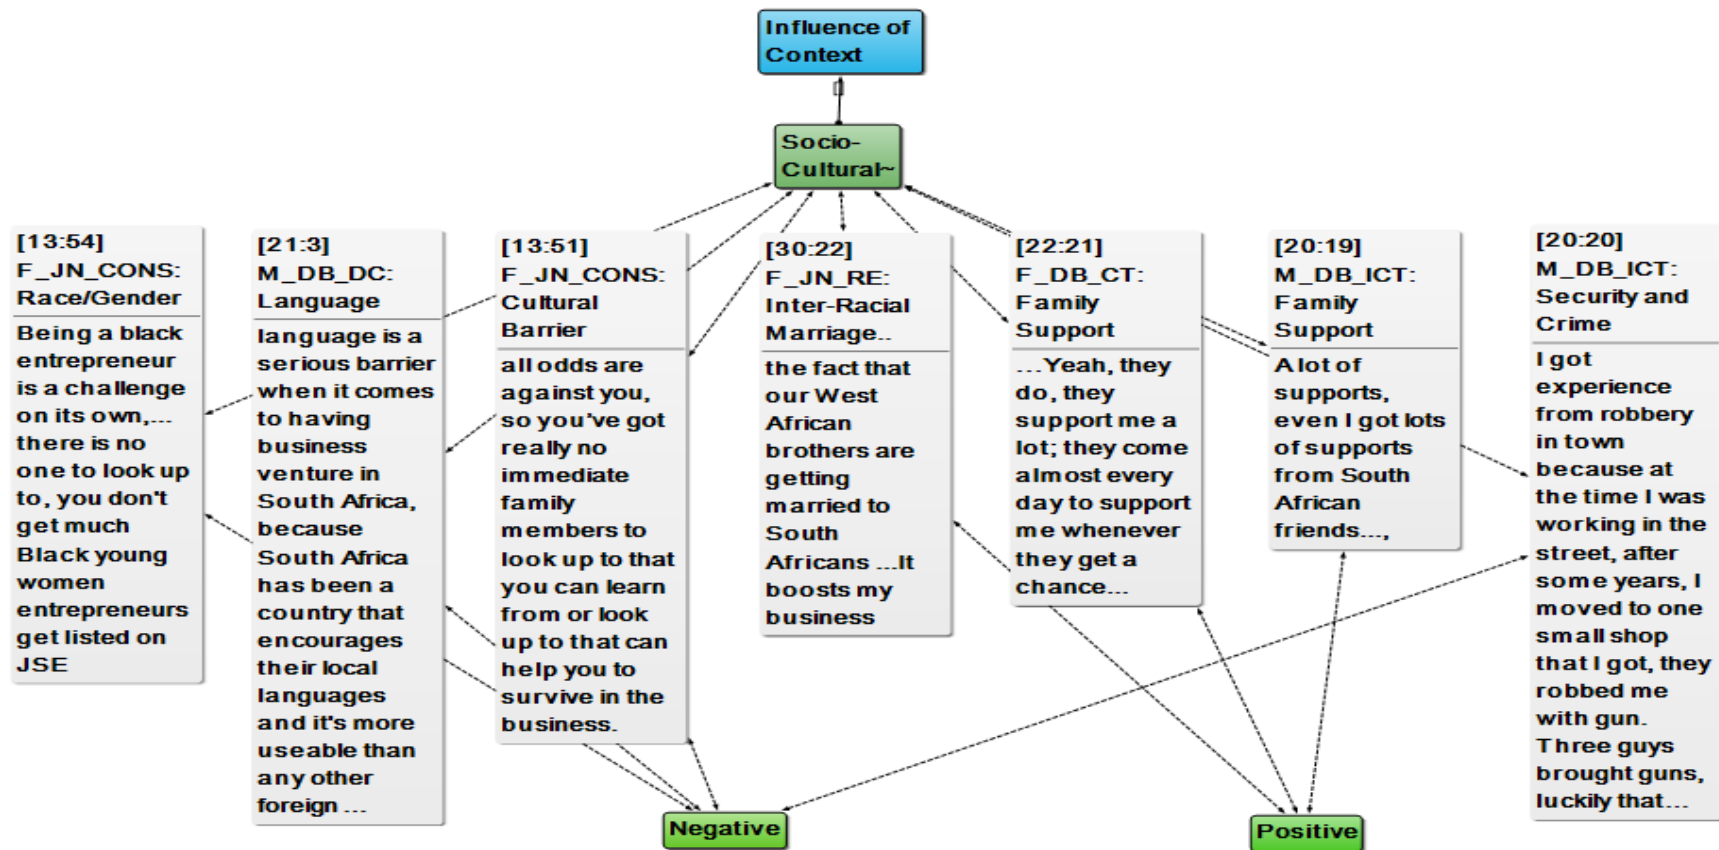 Influence of
Context
Socio-
Cultural~
[13:54]
F_JN_CONS:
Race/Gender
Being a black
entrepreneur
is a challenge
on its own,...
there is no
one to look up
to, you don't
get much
Black young
women
entrepreneurs
get listed on
JSE
[21:3]
M_DB_DC:
Language
language is a
serious barrier
when it comes
to having
business
venture in
South Africa,
because
South Africa
has been a
country that
encourages
their local
languages
and it's more
useable than
any other
foreign ...
[13:51]
F_JN_CONS:
Cultural
Barrier
all odds are
against you,
so you've got
really no
immediate
family
members to
look up to that
you can learn
from or look
up to that can
help you to
survive in the
business.
[30:22]
F_JN_RE:
Inter-Racial
Marriage..
the fact that
our West
African
brothers are
getting
married to
South
Africans ...It
boosts my
business
[22:21]
F_DB_CT:
Family
Support
...Yeah, they
do, they
support me a
lot; they come
almost every
day to support
me whenever
they get a
chance...
[20:19]
M_DB_ICT:
Family
Support
A lot of
supports,
even I got lots
of supports
from South
African
friends...,
[20:20]
M_DB_ICT:
Security and
Crime
I got
experience
from robbery
in town
because at
the time I was
working in the
street, after
some years, I
moved to one
small shop
that I got, they
robbed me
with gun.
Three guys
brought guns,
luckily that...
Negative
Positive